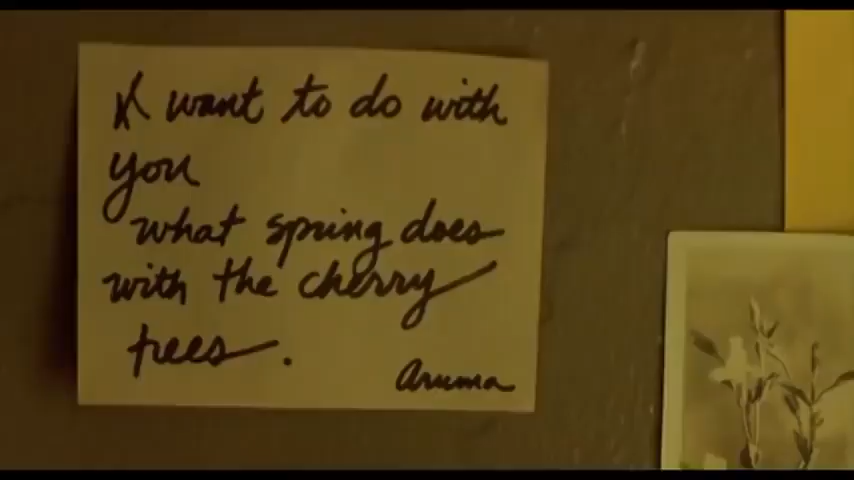 I want to do with
you
what spring does
with the cherry
trees.
Aruma